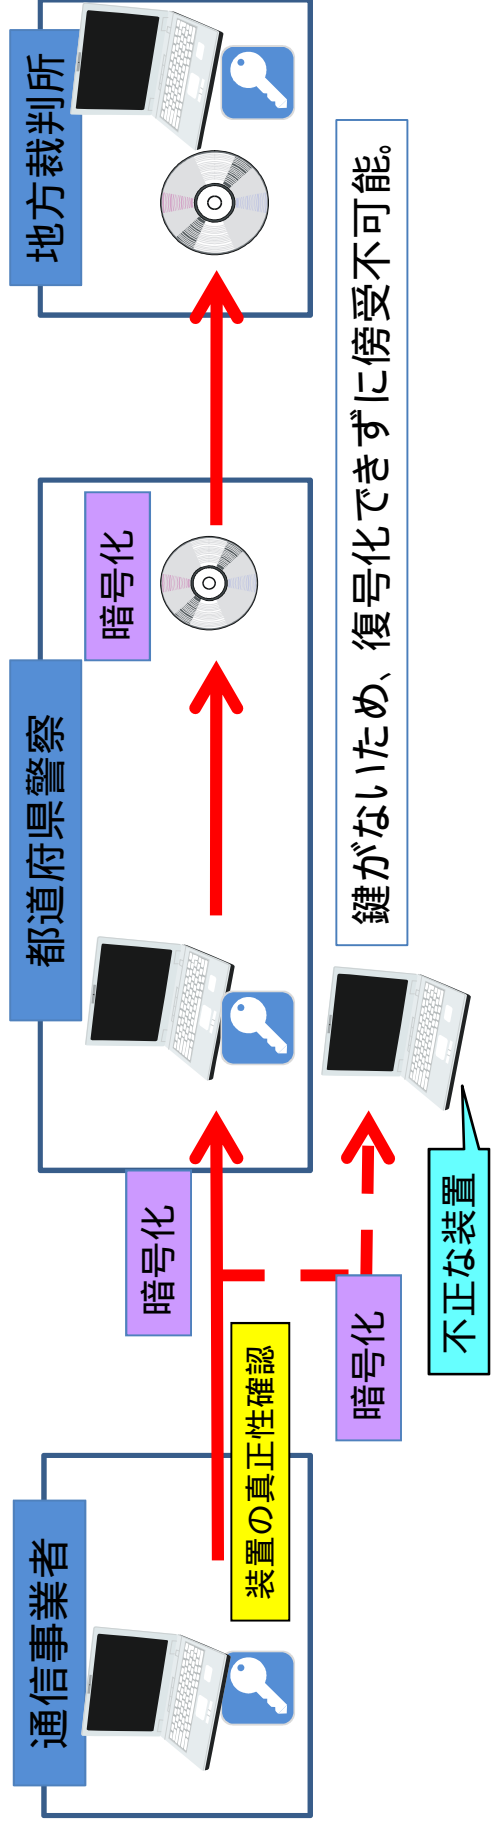 通信事業者
装置の真正性確認
暗号化
都道府県警察
暗号化
地方裁判所
暗号化
不正な装置
鍵がないため、復号化できずに傍受不可能。